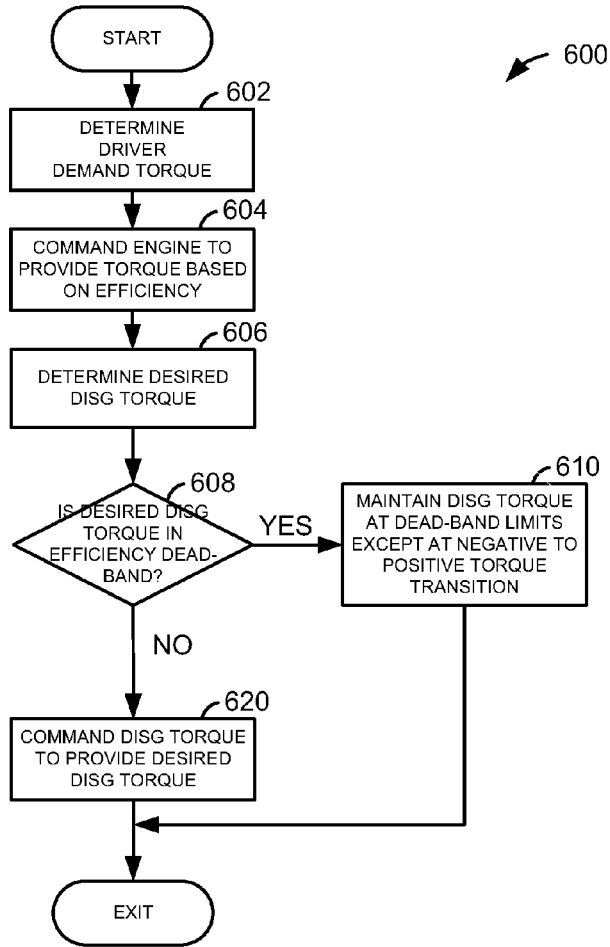 START
600
602
DETERMINE
DRIVER
DEMAND TORQUE
604
COMMAND ENGINE TO
PROVIDE TORQUE BASED
ON EFFICIENCY
606
DETERMINE DESIRED
DISG TORQUE
608
IS DESIRED DISG
TORQUE IN
EFFICIENCY DEAD-
BAND?
YES
610
MAINTAIN DISG TORQUE
AT DEAD-BAND LIMITS
EXCEPT AT NEGATIVE TO
POSITIVE TORQUE
TRANSITION
NO
620
COMMAND DISG TORQUE
TO PROVIDE DESIRED
DISG TORQUE
EXIT